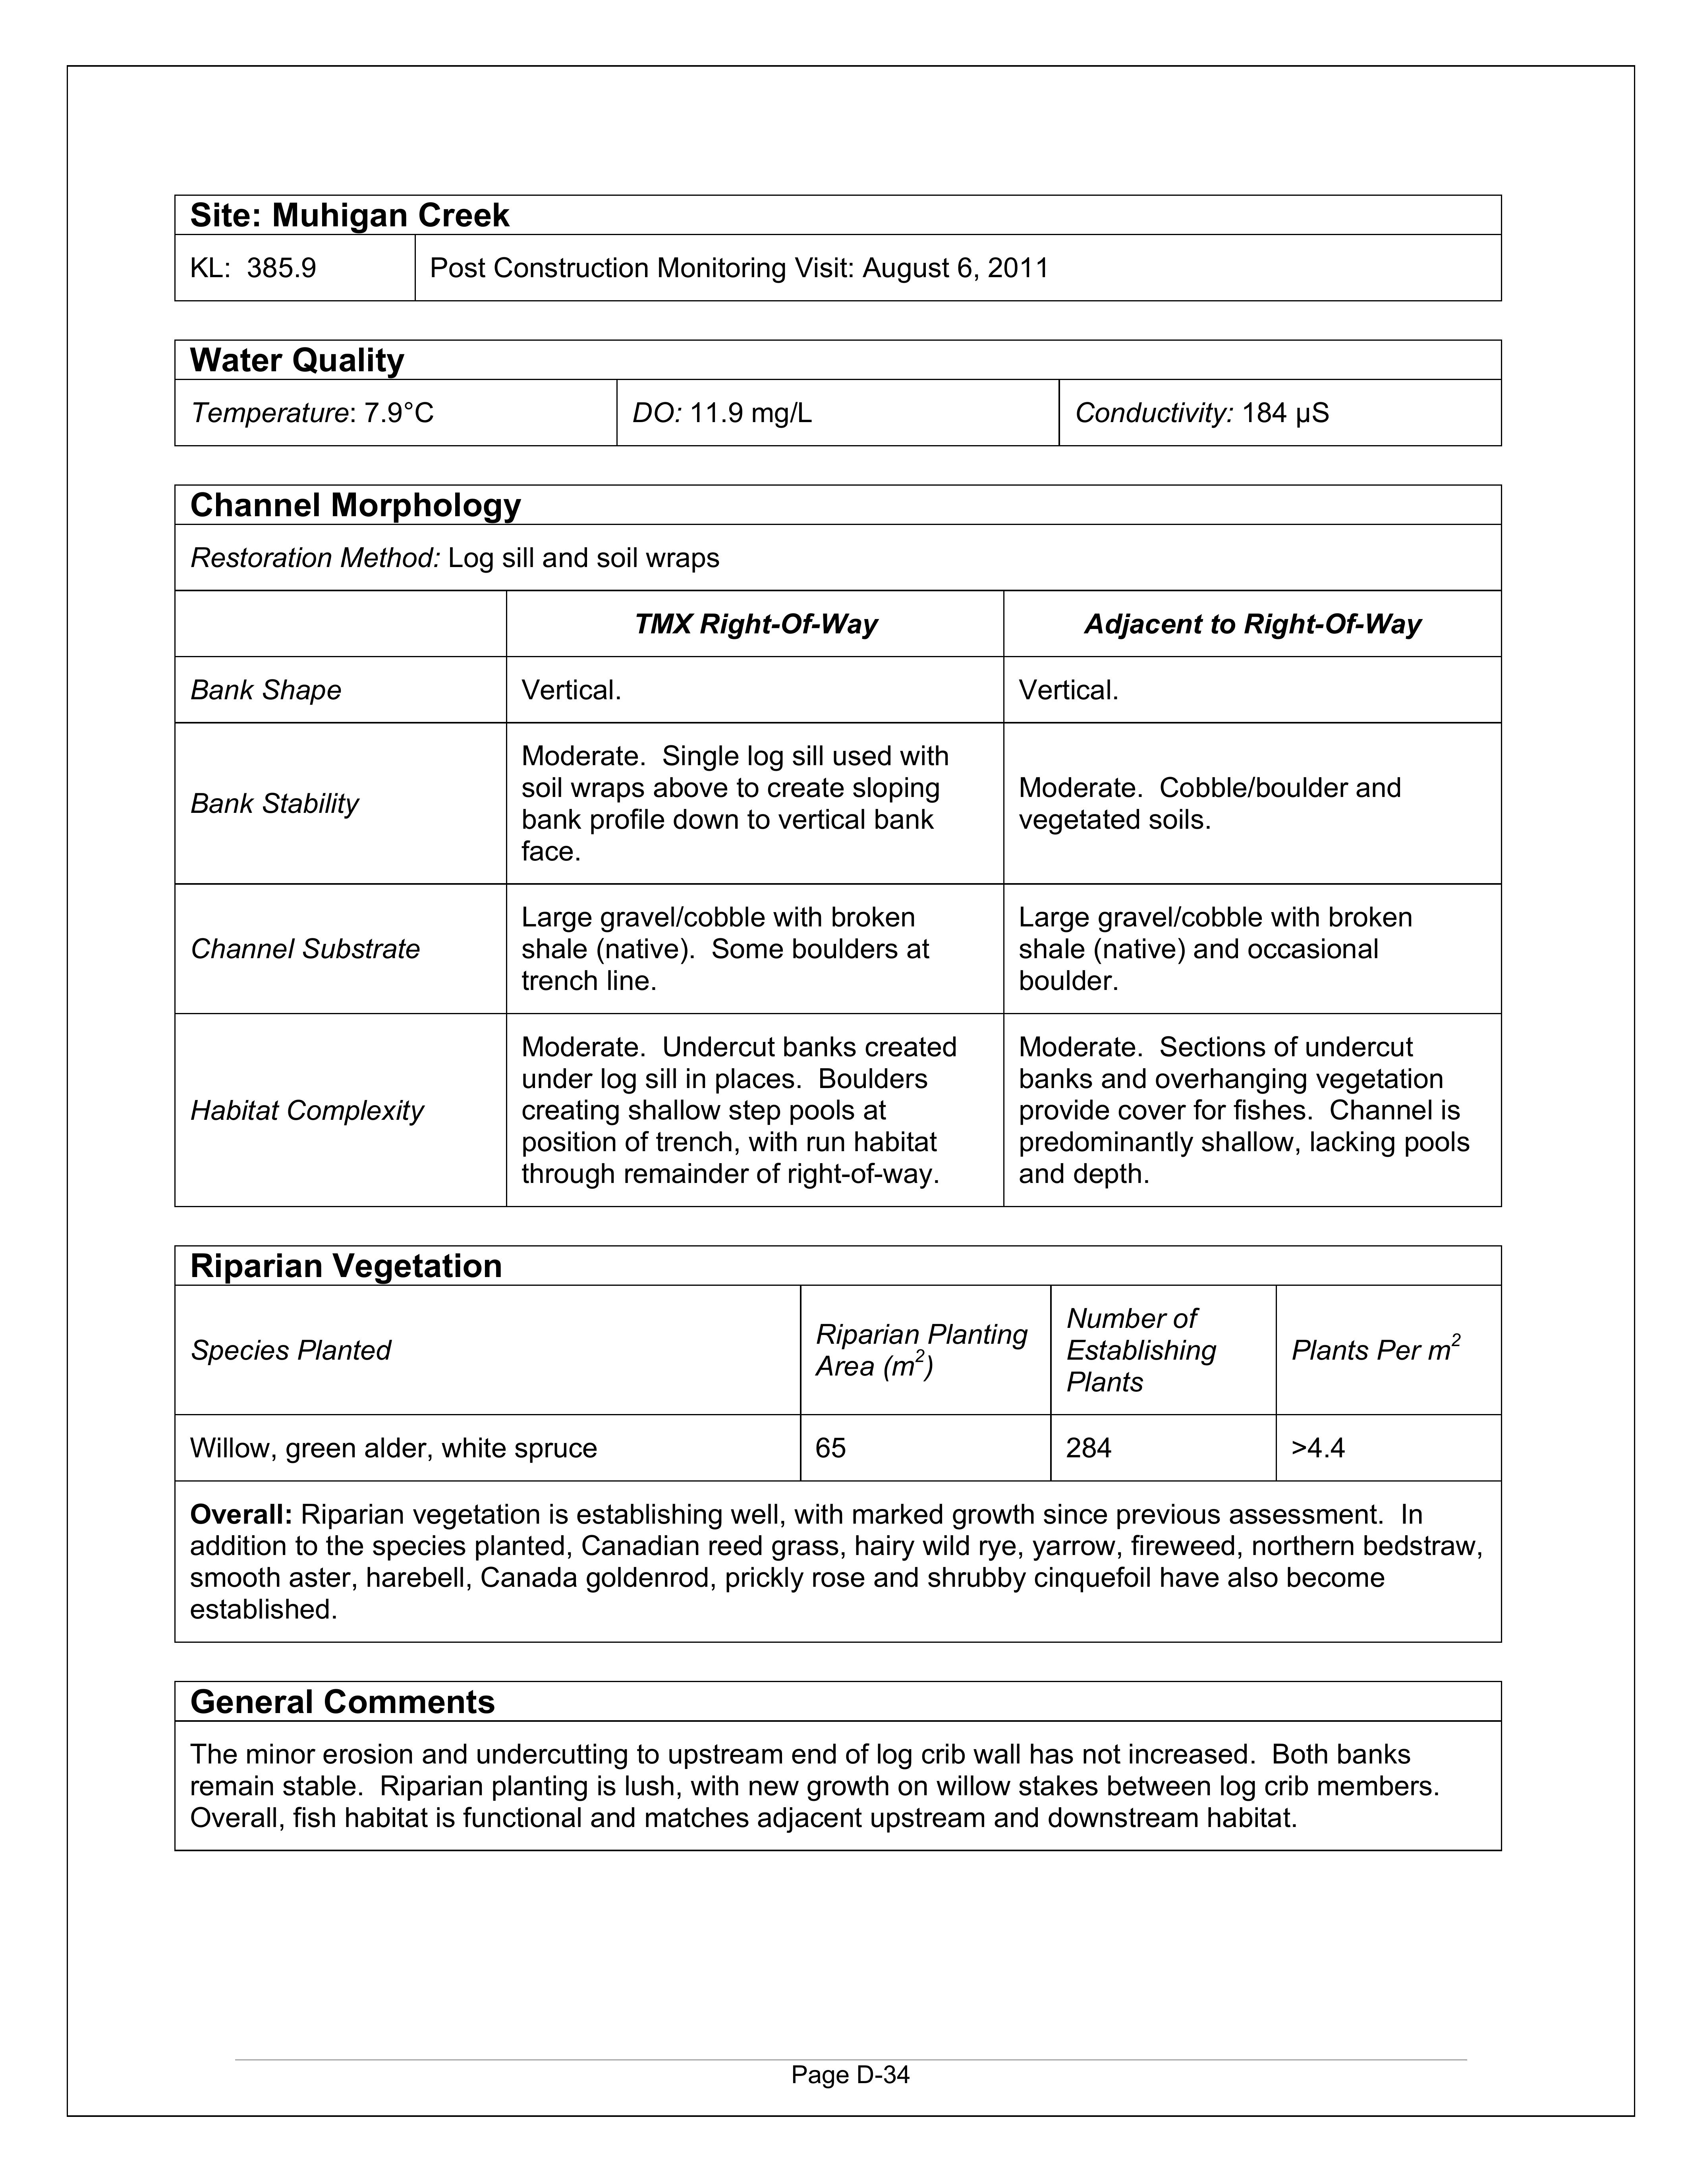 Site: Muhigan Creek
KL: 385.9
Post Construction Monitoring Visit: August 6, 2011
Water Quality
Temperature: 7.9°C
DO: 11.9 mg/L
Conductivity: 184 µS
Channel Morphology
Restoration Method: Log sill and soil wraps
TMX Right-Of-Way
Adjacent to Right-Of-Way
Bank Shape
Vertical.
Vertical.
Bank Stability
Moderate. Single log sill used with
soil wraps above to create sloping
bank profile down to vertical bank
face.
Moderate. Cobble/boulder and
vegetated soils.
Channel Substrate
Large gravel/cobble with broken
shale (native). Some boulders at
trench line.
Large gravel/cobble with broken
shale (native) and occasional
boulder.
Habitat Complexity
Moderate. Undercut banks created
under log sill in places. Boulders
creating shallow step pools at
position of trench, with run habitat
through remainder of right-of-way.
Moderate. Sections of undercut
banks and overhanging vegetation
provide cover for fishes. Channel is
predominantly shallow, lacking pools
and depth.
Riparian Vegetation
Species Planted
Riparian Planting
Area (m²)
Number of
Establishing
Plants
Plants Per m²
Willow, green alder, white spruce
65
284
>4.4
Overall: Riparian vegetation is establishing well, with marked growth since previous assessment. In
addition to the species planted, Canadian reed grass, hairy wild rye, yarrow, fireweed, northern bedstraw,
smooth aster, harebell, Canada goldenrod, prickly rose and shrubby cinquefoil have also become
established.
General Comments
The minor erosion and undercutting to upstream end of log crib wall has not increased. Both banks
remain stable. Riparian planting is lush, with new growth on willow stakes between log crib members.
Overall, fish habitat is functional and matches adjacent upstream and downstream habitat.
Page D-34